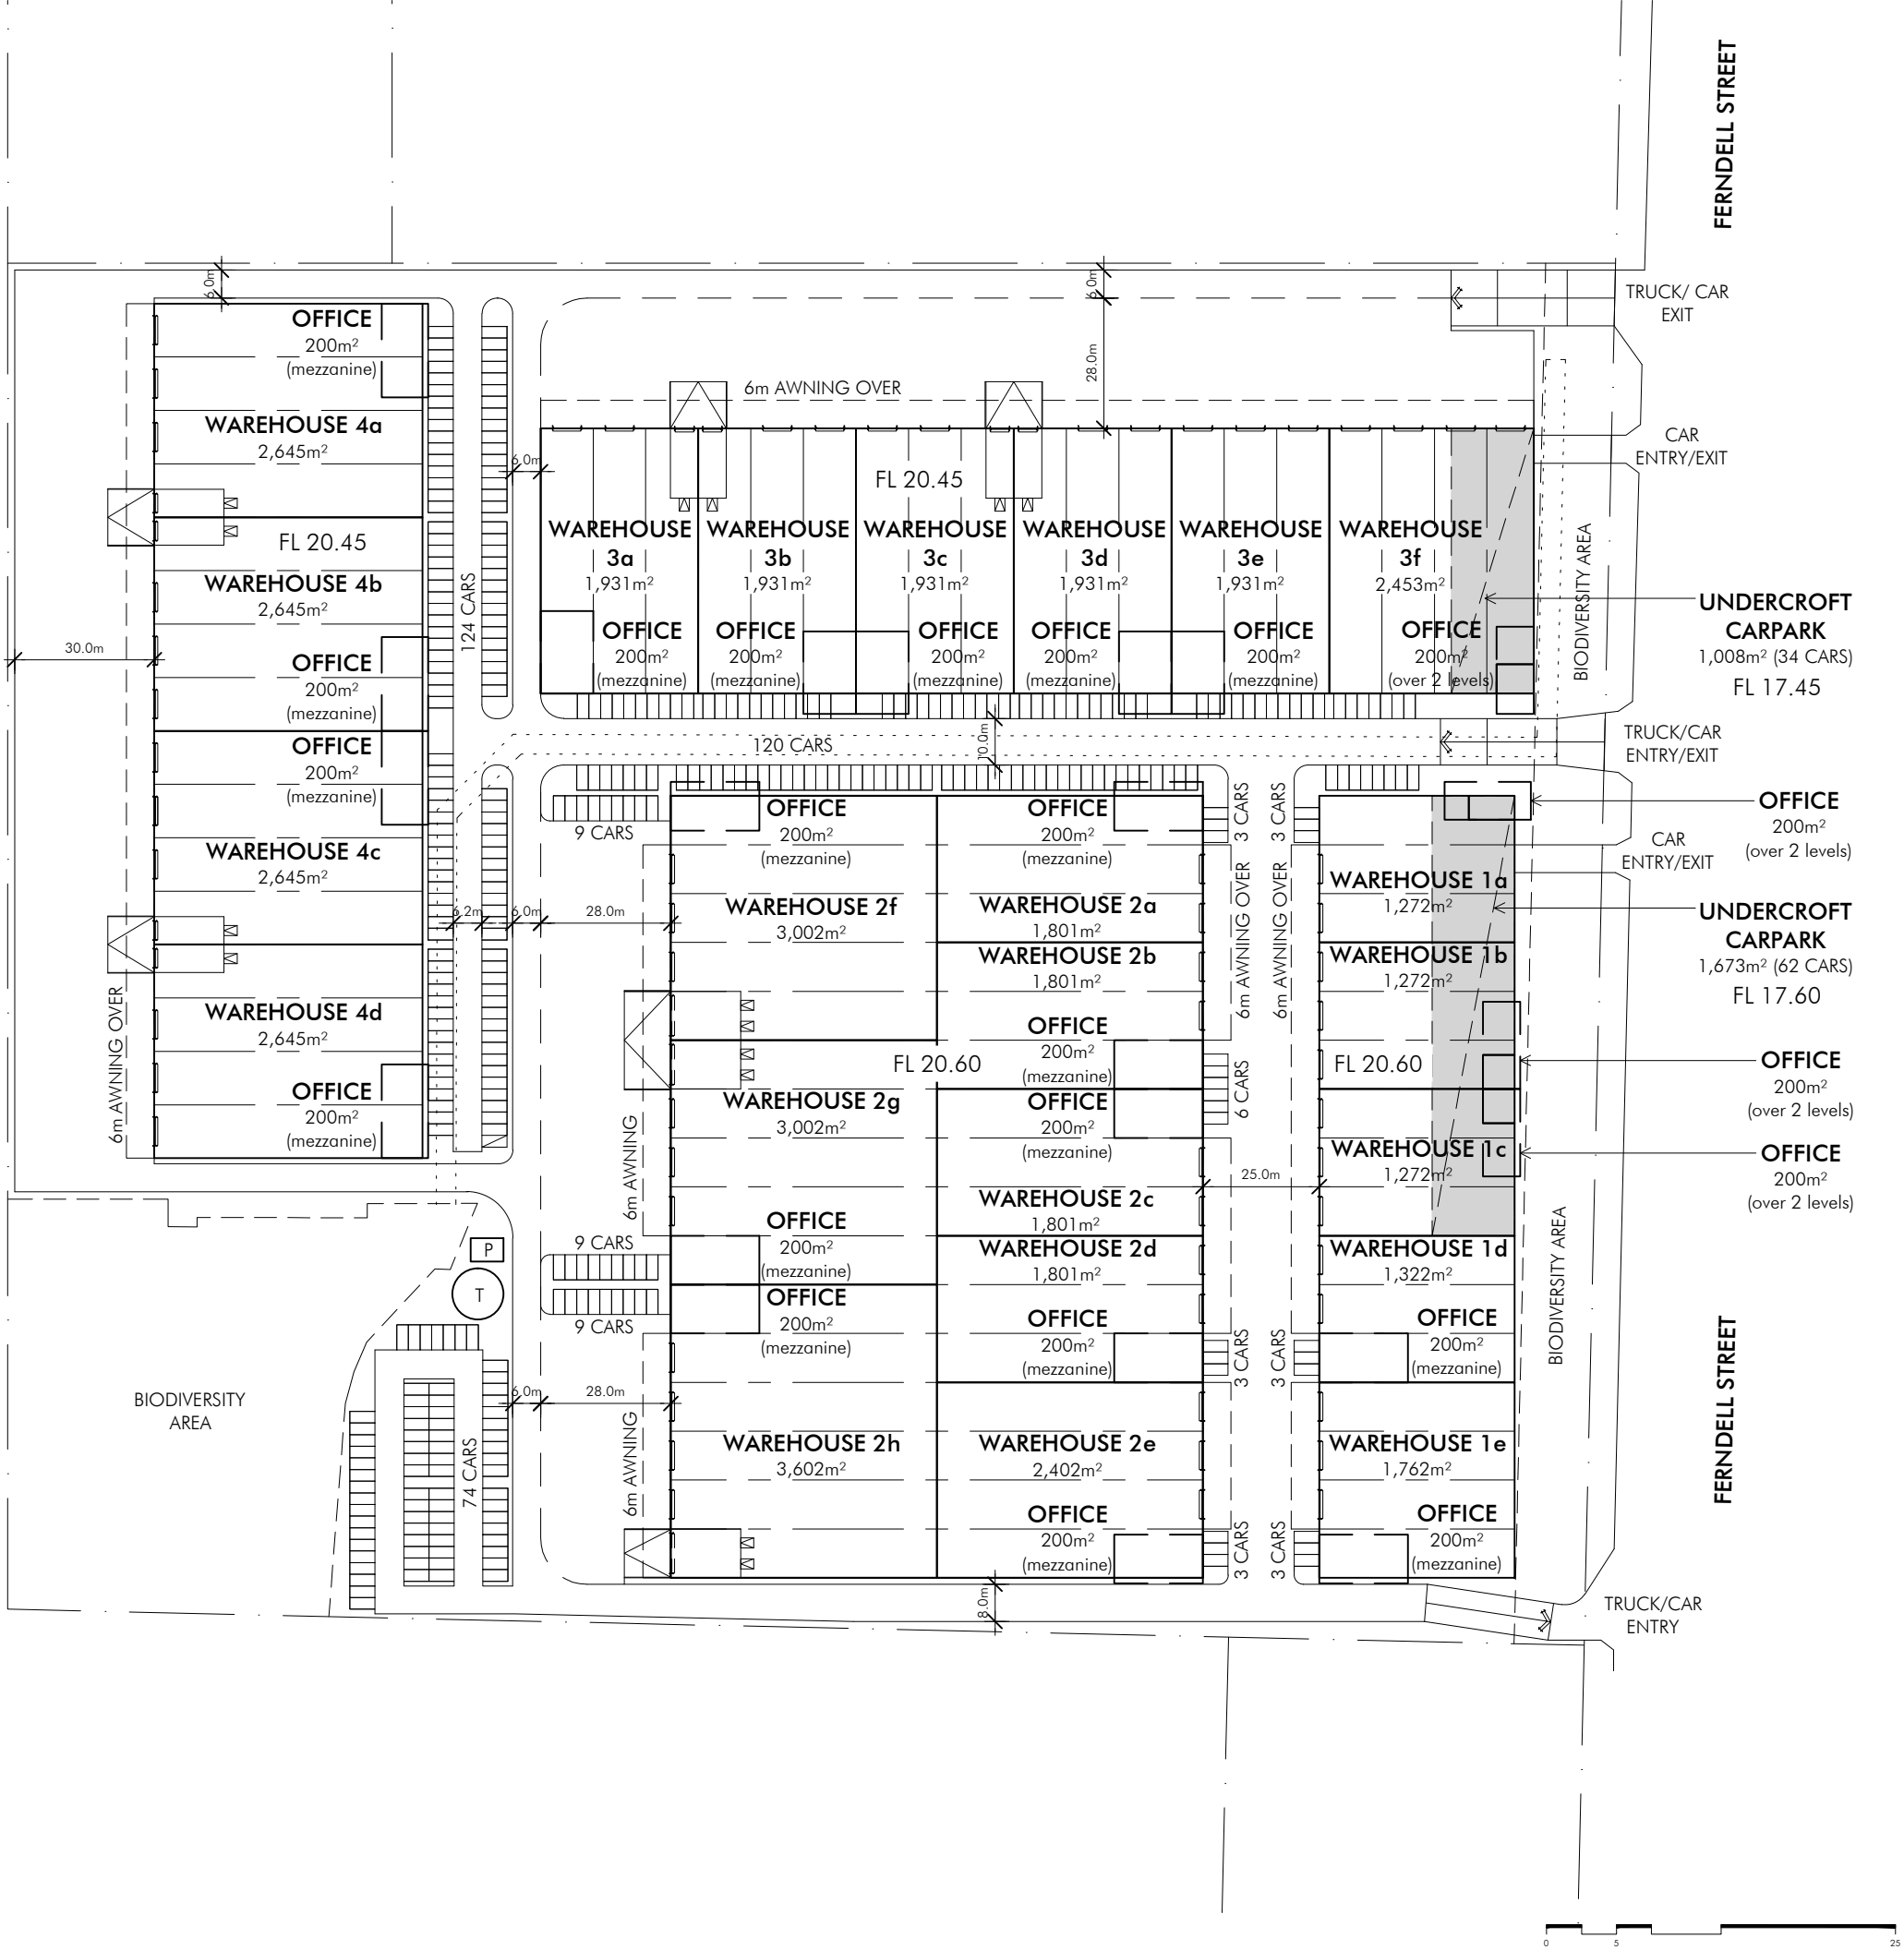 FERNDELL STREET
6.0m
6.0m
TRUCK/ CAR
EXIT
28.0m
6m AWNING OVER
OFFICE
200m²
(mezzanine)
WAREHOUSE 4a
2,645m²
FL 20.45
WAREHOUSE 4b
2,645m²
OFFICE
200m²
(mezzanine)
OFFICE
200m²
(mezzanine)
WAREHOUSE 4c
2,645m²
WAREHOUSE 4d
2,645m²
OFFICE
200m²
(mezzanine)
6m AWNING OVER
30.0m
124 CARS
6.0m
FL 20.45
WAREHOUSE
3a
1,931m²
OFFICE
200m²
(mezzanine)
WAREHOUSE
3b
1,931m²
OFFICE
200m²
(mezzanine)
WAREHOUSE
3c
1,931m²
OFFICE
200m²
(mezzanine)
WAREHOUSE
3d
1,931m²
OFFICE
200m²
(mezzanine)
WAREHOUSE
3e
1,931m²
OFFICE
200m²
(mezzanine)
WAREHOUSE
3f
2,453m²
OFFICE
200m²
(over 2 levels)
CAR
ENTRY/EXIT
BIODIVERSITY AREA
UNDERCROFT
CARPARK
1,008m² (34 CARS)
FL 17.45
TRUCK/CAR
ENTRY/EXIT
120 CARS
10.0m
9 CARS
6.2m
6.0m
28.0m
OFFICE
200m²
(mezzanine)
WAREHOUSE 2f
3,002m²
OFFICE
200m²
(mezzanine)
WAREHOUSE 2a
1,801m²
WAREHOUSE 2b
1,801m²
OFFICE
200m²
(mezzanine)
FL 20.60
WAREHOUSE 2g
3,002m²
OFFICE
200m²
(mezzanine)
OFFICE
200m²
(mezzanine)
WAREHOUSE 2c
1,801m²
WAREHOUSE 2d
1,801m²
OFFICE
200m²
(mezzanine)
OFFICE
200m²
(mezzanine)
WAREHOUSE 2h
3,602m²
WAREHOUSE 2e
2,402m²
OFFICE
200m²
(mezzanine)
6m AWNING
9 CARS
9 CARS
6.0m
28.0m
6m AWNING
3 CARS
3 CARS
6m AWNING OVER
6m AWNING OVER
6 CARS
25.0m
3 CARS
3 CARS
3 CARS
3 CARS
WAREHOUSE 1a
1,272m²
WAREHOUSE 1b
1,272m²
FL 20.60
WAREHOUSE 1c
1,272m²
WAREHOUSE 1d
1,322m²
OFFICE
200m²
(mezzanine)
WAREHOUSE 1e
1,762m²
OFFICE
200m²
(mezzanine)
OFFICE
200m²
(over 2 levels)
CAR
ENTRY/EXIT
UNDERCROFT
CARPARK
1,673m² (62 CARS)
FL 17.60
OFFICE
200m²
(over 2 levels)
OFFICE
200m²
(over 2 levels)
BIODIVERSITY AREA
FERNDELL STREET
P
T
74 CARS
BIODIVERSITY
AREA
8.0m
TRUCK/CAR
ENTRY
0 5 25